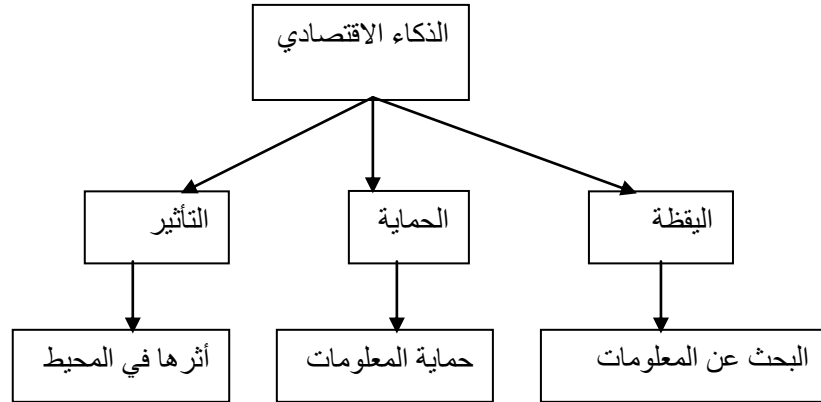 الذكاء الاقتصادي
اليقظة
الحماية
التأثير
البحث عن المعلومات
حماية المعلومات
أثرها في المحيط